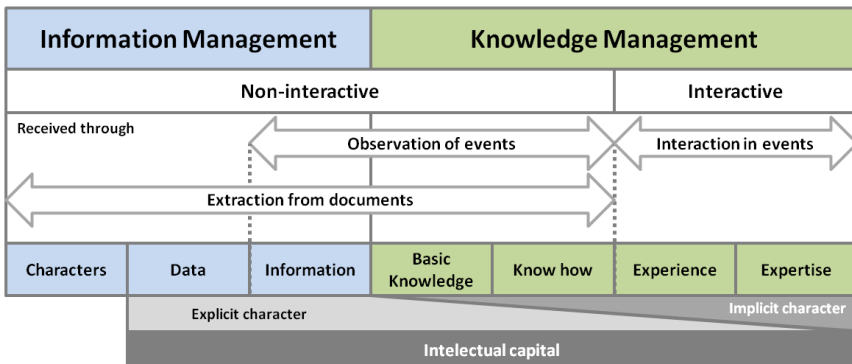 Information Management
Knowledge Management
Non-interactive
Interactive
Received through
Observation of events
Interaction in events
Extraction from documents
Characters
Data
Information
Basic
Knowledge
Know how
Experience
Expertise
Explicit character
Implicit character
Intelectual capital